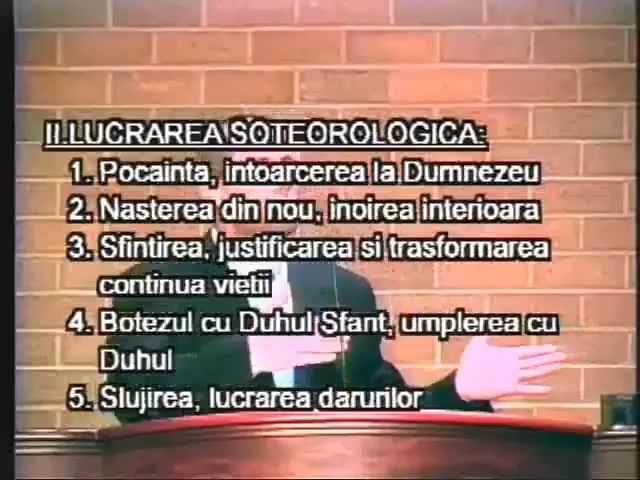 II.LUCRAREA SOTEOROLOGICA:
1. Pocainta, intoarcerea la Dumnezeu
2. Nasterea din nou, inoirea interioara
3. Sfintirea, justificarea si trasformarea
continua vietii
4. Botezul cu Duhul Sfant, umplerea cu
Duhul
5. Slujirea, lucrarea darurilor